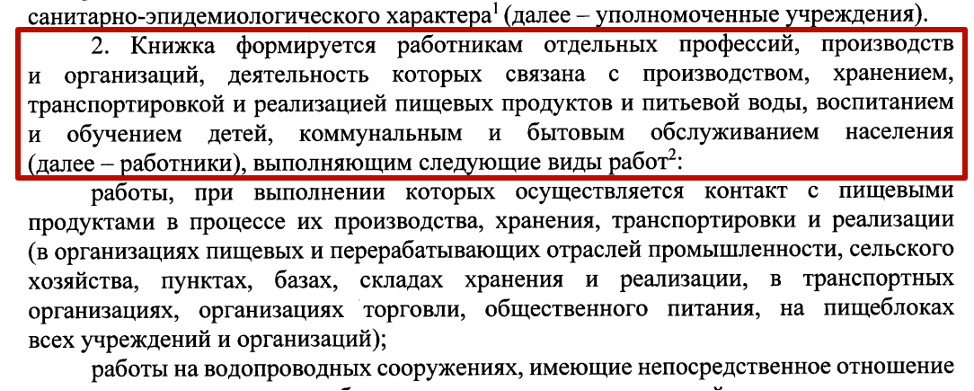 санитарно-эпидемиологического характера¹ (далее – уполномоченные учреждения).
2. Книжка формируется работникам отдельных профессий, производств
и организаций, деятельность которых связана с производством, хранением,
транспортировкой и реализацией пищевых продуктов и питьевой воды, воспитанием
и обучением детей, коммунальным и бытовым обслуживанием населения
(далее – работники), выполняющим следующие виды работ²:
работы, при выполнении которых осуществляется контакт с пищевыми
продуктами в процессе их производства, хранения, транспортировки и реализации
(в организациях пищевых и перерабатывающих отраслей промышленности, сельского
хозяйства, пунктах, базах, складах хранения и реализации, в транспортных
организациях, организациях торговли, общественного питания, на пищеблоках
всех учреждений и организаций);
работы на водопроводных сооружениях, имеющие непосредственное отношение